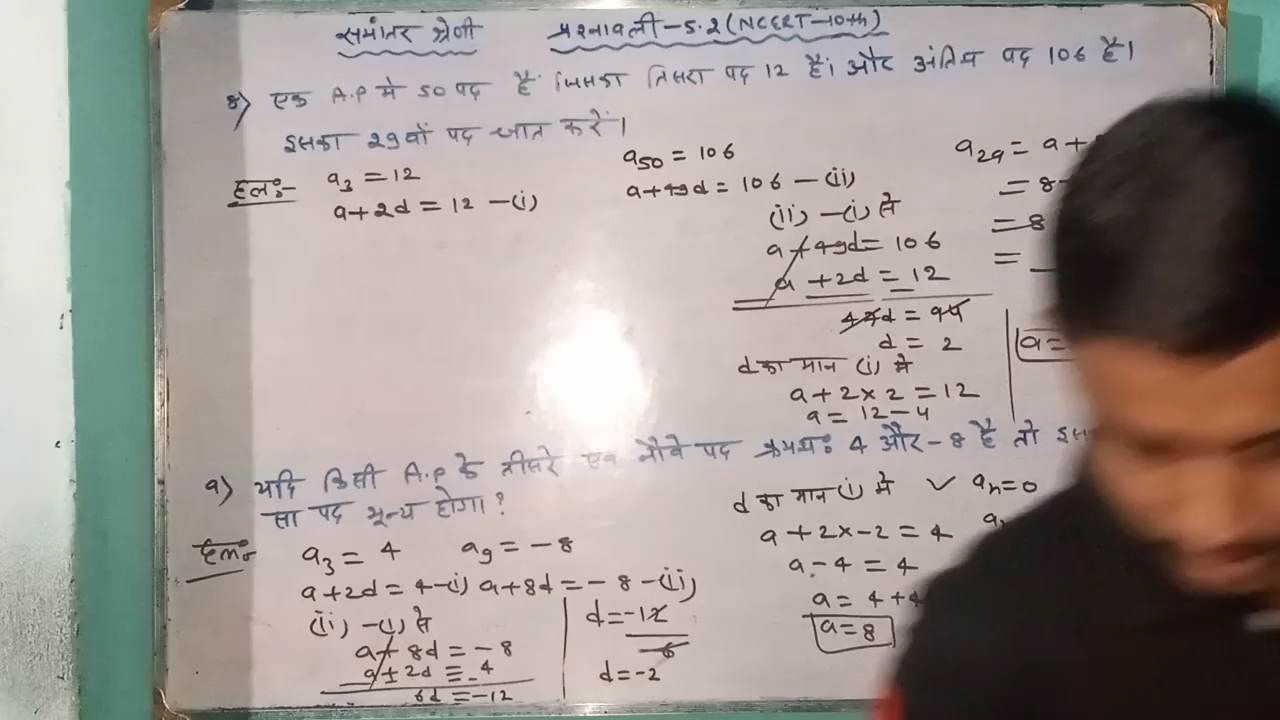 समांतर श्रेणी प्रश्नावली-5.2 (NCERT-10th)
8) एक A.P मे 50 पद है जिसका तिसरा पद 12 है। और अंतिम पद 106 है।
इसका 29वाँ पद ज्ञात करें।
हल:-
a₃ = 12
a+2d = 12 -(i)
a₅₀ = 106
a+49d = 106 -(ii)
(ii) -(i) से
a+49d = 106
a +2d = 12
47d = 94
d = 2
d का मान (i) मे
a+2×2 = 12
a = 12-4
a₂₉ = a+
= 8
= 8
=
a=
9) यदि किसी A.P के तीसरे एवं नौवे पद क्रमशः 4 और -8 है तो
सा पद शून्य होगा?
हल:-
a₃ = 4 a₉ = -8
a+2d = 4-(i) a+8d = -8-(ii)
(ii) -(i) से
a+8d = -8
a+2d = 4
6d = -12
d = -12
-6
d = -2
d का मान (i) मे
a+2×-2 = 4
a-4 = 4
a = 4+4
a=8
✓ aₙ=0